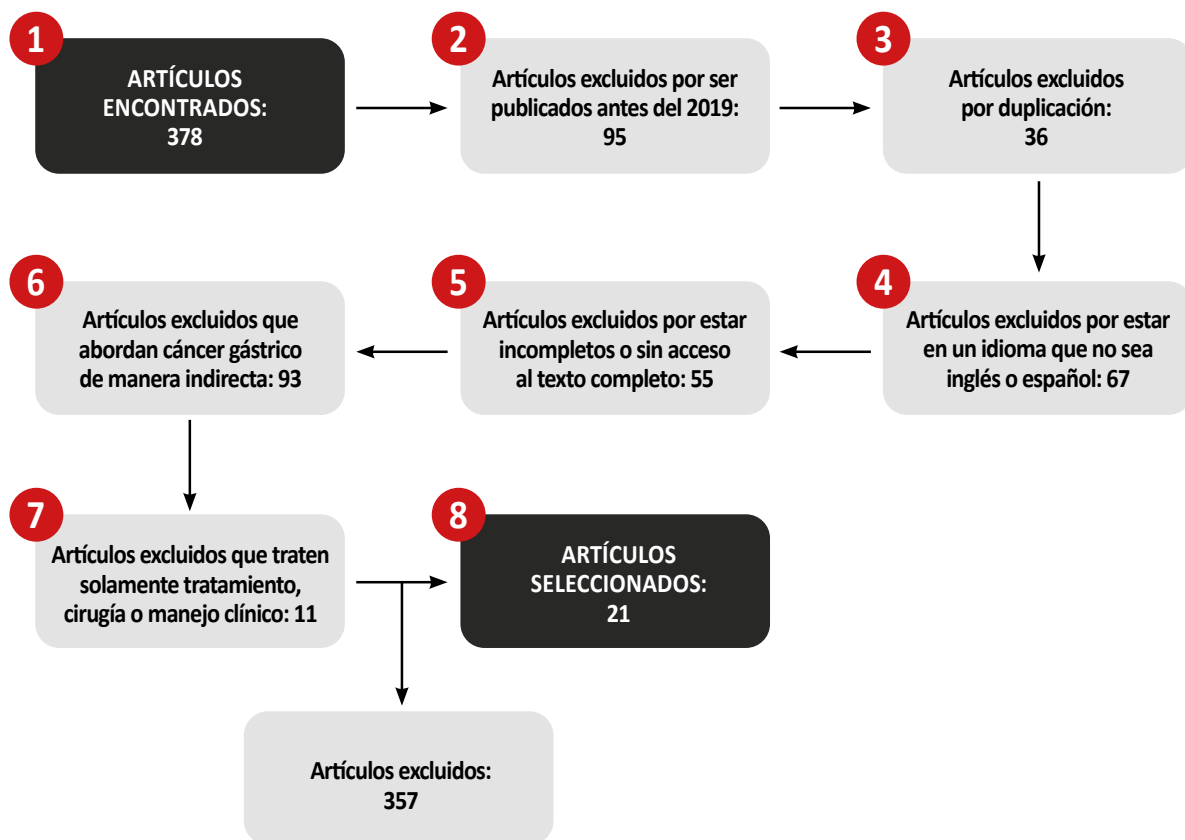 1
ARTÍCULOS
ENCONTRADOS:
378
2
Artículos excluidos por ser
publicados antes del 2019:
95
3
Artículos excluidos
por duplicación:
36
4
Artículos excluidos por estar
en un idioma que no sea
inglés o español: 67
5
Artículos excluidos por estar
incompletos o sin acceso
al texto completo: 55
6
Artículos excluidos que
abordan cáncer gástrico
de manera indirecta: 93
7
Artículos excluidos que traten
solamente tratamiento,
cirugía o manejo clínico: 11
8
ARTÍCULOS
SELECCIONADOS:
21
Artículos excluidos:
357